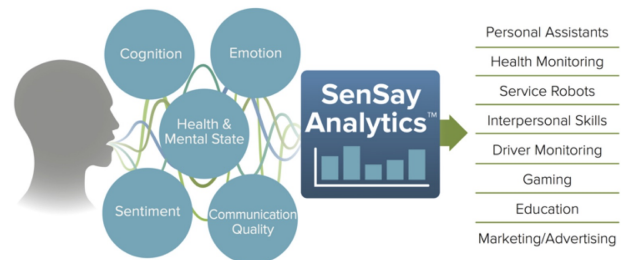 Cognition
Emotion
Health &
Mental State
Sentiment
Communication
Quality
SenSay
Analytics™
Personal Assistants
Health Monitoring
Service Robots
Interpersonal Skills
Driver Monitoring
Gaming
Education
Marketing/Advertising